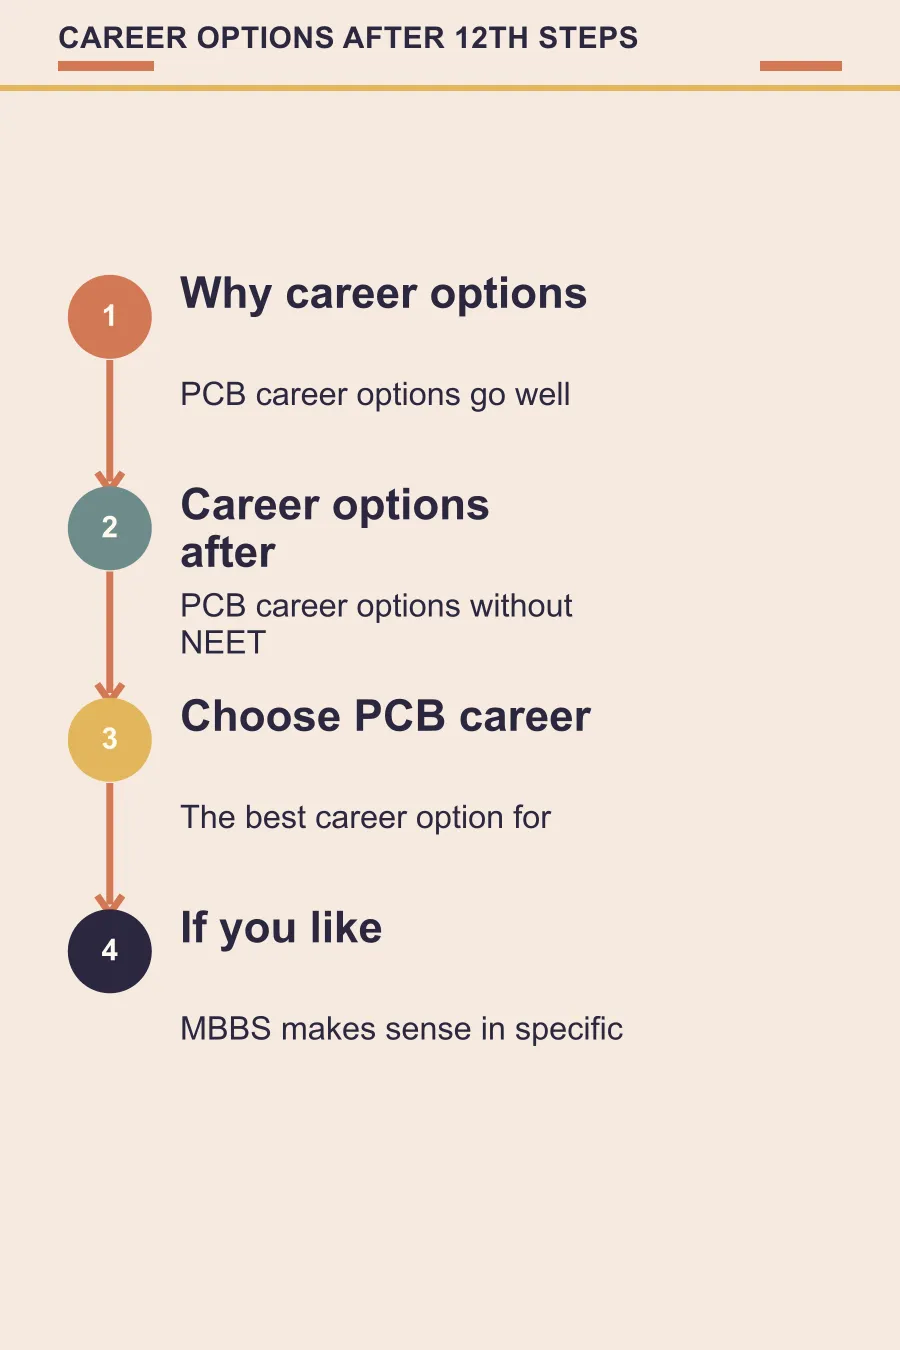 CAREER OPTIONS AFTER 12TH STEPS
1
Why career options
PCB career options go well
2
Career options
after
PCB career options without
NEET
3
Choose PCB career
The best career option for
4
If you like
MBBS makes sense in specific